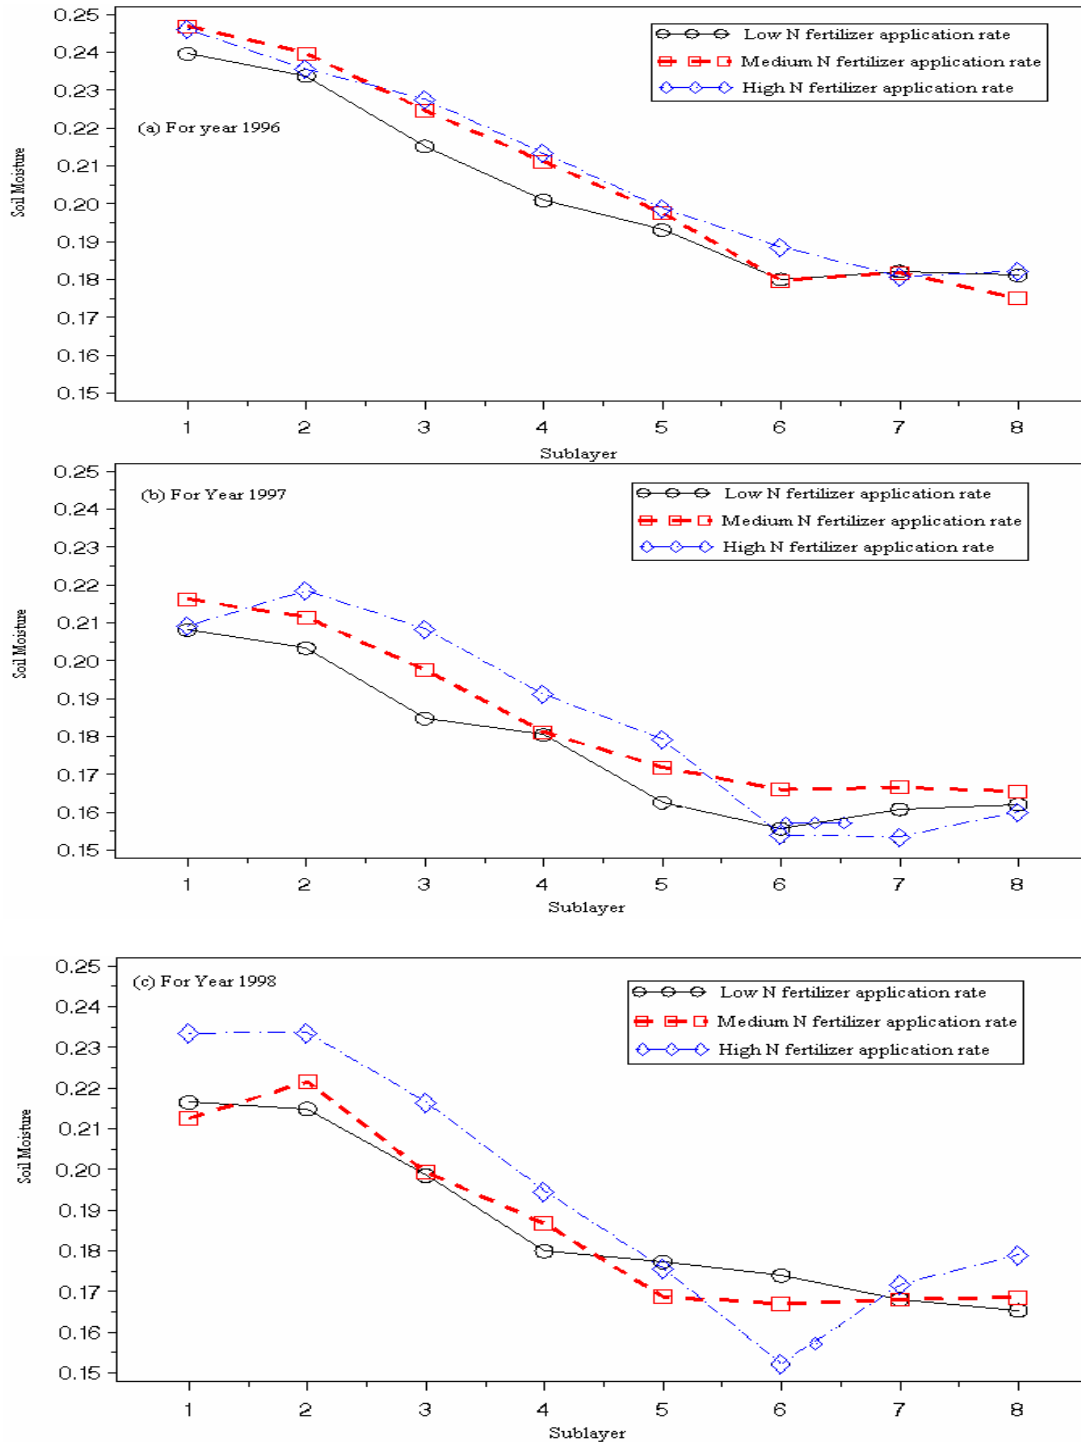 0.25
0.24
0.23
0.22
0.21
0.20
0.19
0.18
0.17
0.16
0.15
Soil Moisture
Low N fertilizer application rate
Medium N fertilizer application rate
High N fertilizer application rate
(a) For year 1996
1 2 3 4 5 6 7 8
Sublayer
0.25
0.24
0.23
0.22
0.21
0.20
0.19
0.18
0.17
0.16
0.15
Soil Moisture
(b) For Year 1997
Low N fertilizer application rate
Medium N fertilizer application rate
High N fertilizer application rate
1 2 3 4 5 6 7 8
Sublayer
0.25
0.24
0.23
0.22
0.21
0.20
0.19
0.18
0.17
0.16
0.15
Soil Moisture
(c) For Year 1998
Low N fertilizer application rate
Medium N fertilizer application rate
High N fertilizer application rate
1 2 3 4 5 6 7 8
Sublayer